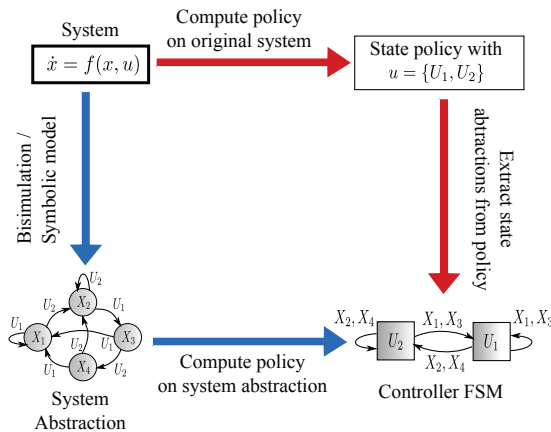 System
Compute policy
on original system
ẋ = f(x, u)
State policy with
u = {U₁, U₂}
Bisimulation /
Symbolic model
Extract state
abtractions from policy
U₂
X₂
U₁
U₂
U₁
X₁
U₂
U₁
X₃
U₁
X₄
U₂
System
Abstraction
Compute policy
on system abstraction
X₂, X₄
U₂
X₁, X₃
X₂, X₄
U₁
X₁, X₃
Controller FSM